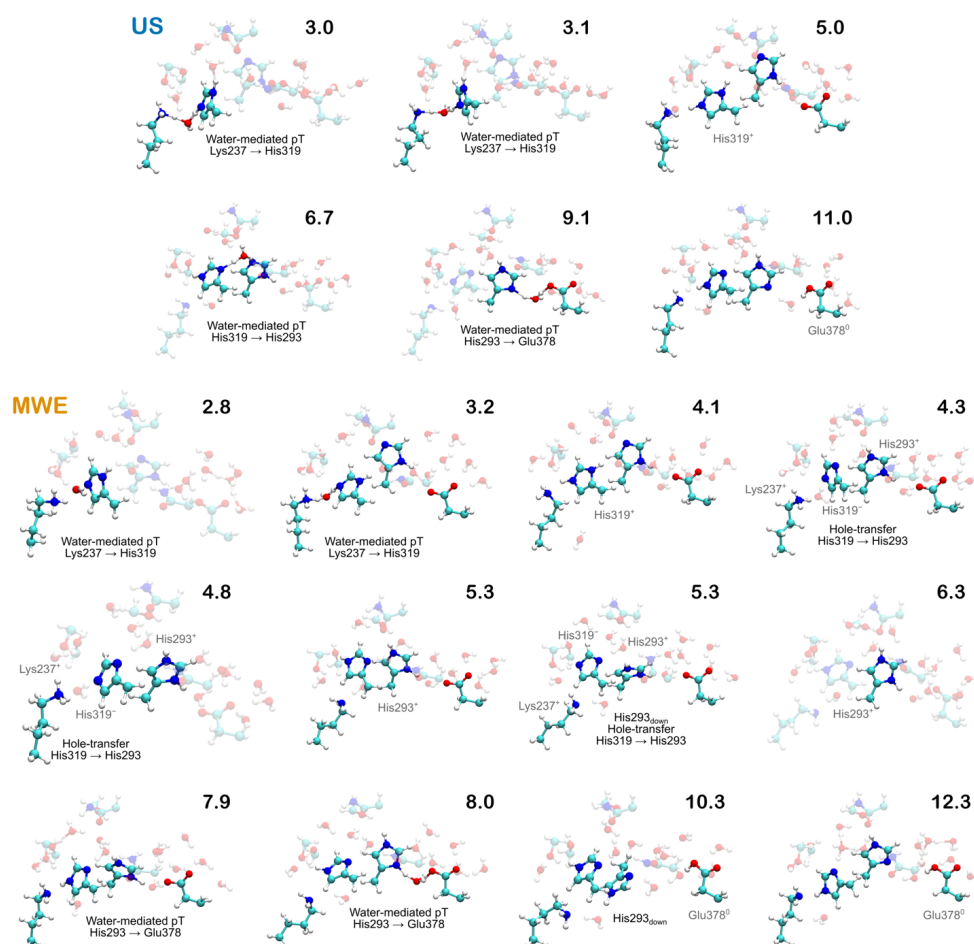 US
3.0
Water-mediated pT
Lys237 → His319
3.1
Water-mediated pT
Lys237 → His319
5.0
His319⁺
6.7
Water-mediated pT
His319 → His293
9.1
Water-mediated pT
His293 → Glu378
11.0
Glu378⁰
MWE
2.8
Water-mediated pT
Lys237 → His319
3.2
Water-mediated pT
Lys237 → His319
4.1
His319⁺
4.3
His293⁺
Lys237⁺
His319⁻
Hole-transfer
His319 → His293
4.8
His293⁺
Lys237⁺
His319⁻
Hole-transfer
His319 → His293
5.3
His293⁺
5.3
His319⁻
His293⁺
Lys237⁺
His293down
Hole-transfer
His319 → His293
6.3
His293⁺
7.9
Water-mediated pT
His293 → Glu378
8.0
Water-mediated pT
His293 → Glu378
10.3
His293down
Glu378⁰
12.3
Glu378⁰